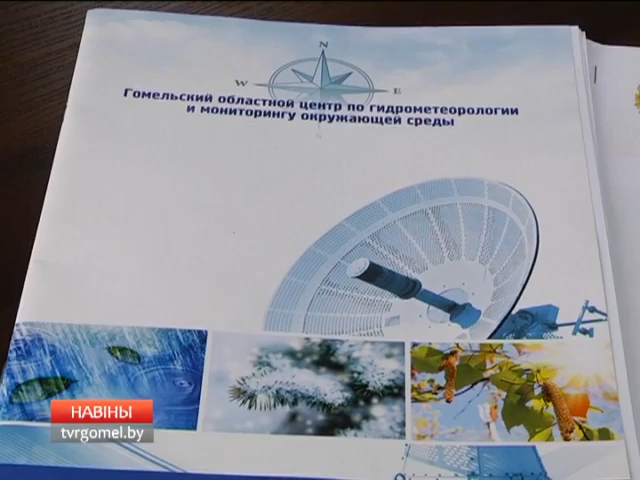 N
W E
Гомельский областной центр по гидрометеорологии
и мониторингу окружающей среды
S
НАВІНЫ
tvrgomel.by